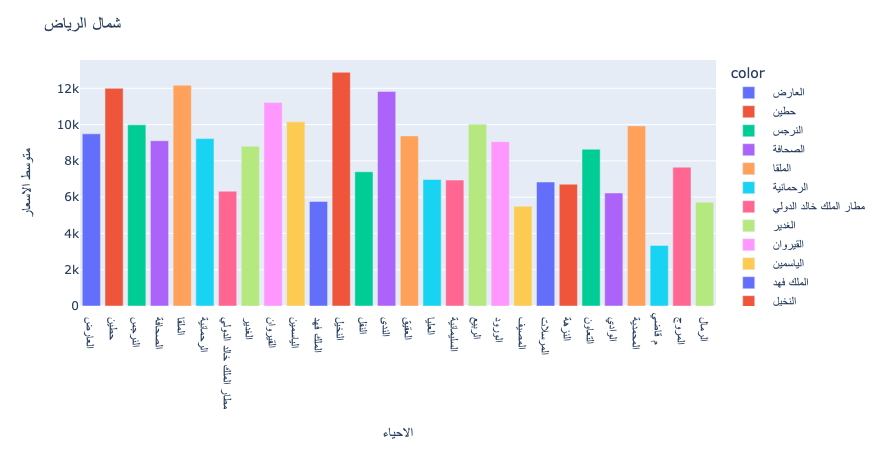 شمال الرياض
متوسط الاسعار
12k
10k
8k
6k
4k
2k
0
العارض
حطين
النرجس
الصحافة
الملقا
الرحمانية
مطار الملك خالد الدولي
الغدير
القيروان
الياسمين
الملك فهد
النخيل
النفل
الندى
العقيق
العليا
السليمانية
الربيع
الورود
المصيف
المرسلات
النزهة
التعاون
الوادي
المحمدية
م قاضي
المروج
الرمال
الاحياء
color
العارض
حطين
النرجس
الصحافة
الملقا
الرحمانية
مطار الملك خالد الدولي
الغدير
القيروان
الياسمين
الملك فهد
النخيل